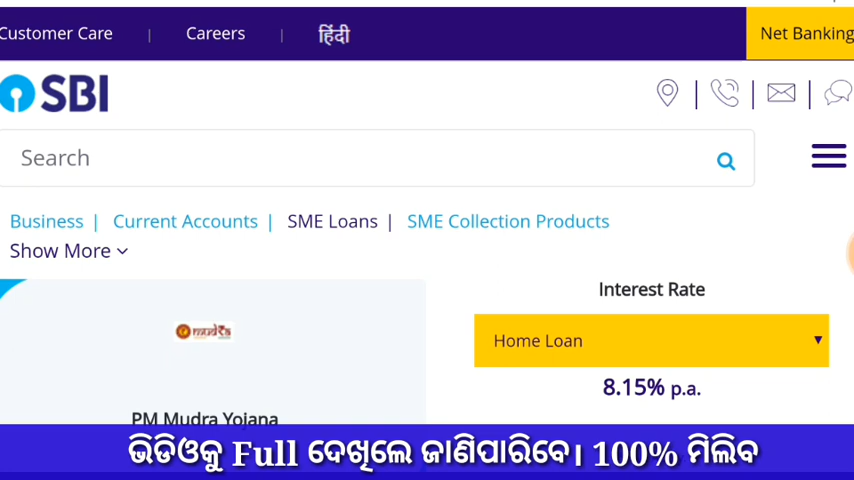 Customer Care | Careers | हिंदी Net Banking
SBI
Search
Business | Current Accounts | SME Loans | SME Collection Products
Show More
Interest Rate
mudra
Home Loan
8.15% p.a.
PM Mudra Yojana
ଭିଡିଓକୁ Full ଦେଖିଲେ ଜାଣିପାରିବେ। 100% ମିଲିବ